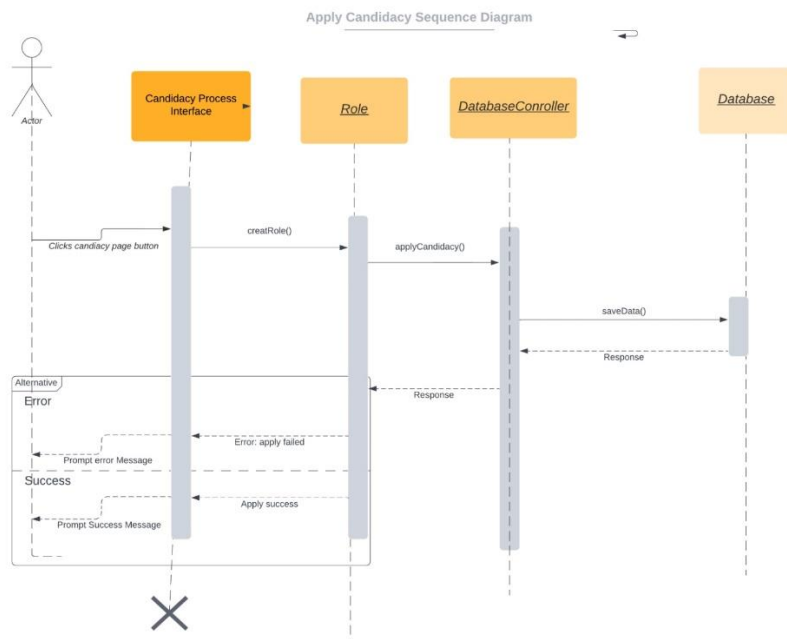 Apply Candidacy Sequence Diagram
Actor
Candidacy Process
Interface
Role
DatabaseConroller
Database
Clicks candiacy page button
creatRole()
applyCandidacy()
saveData()
Response
Response
Alternative
Error
Error: apply failed
Prompt error Message
Success
Apply success
Prompt Success Message